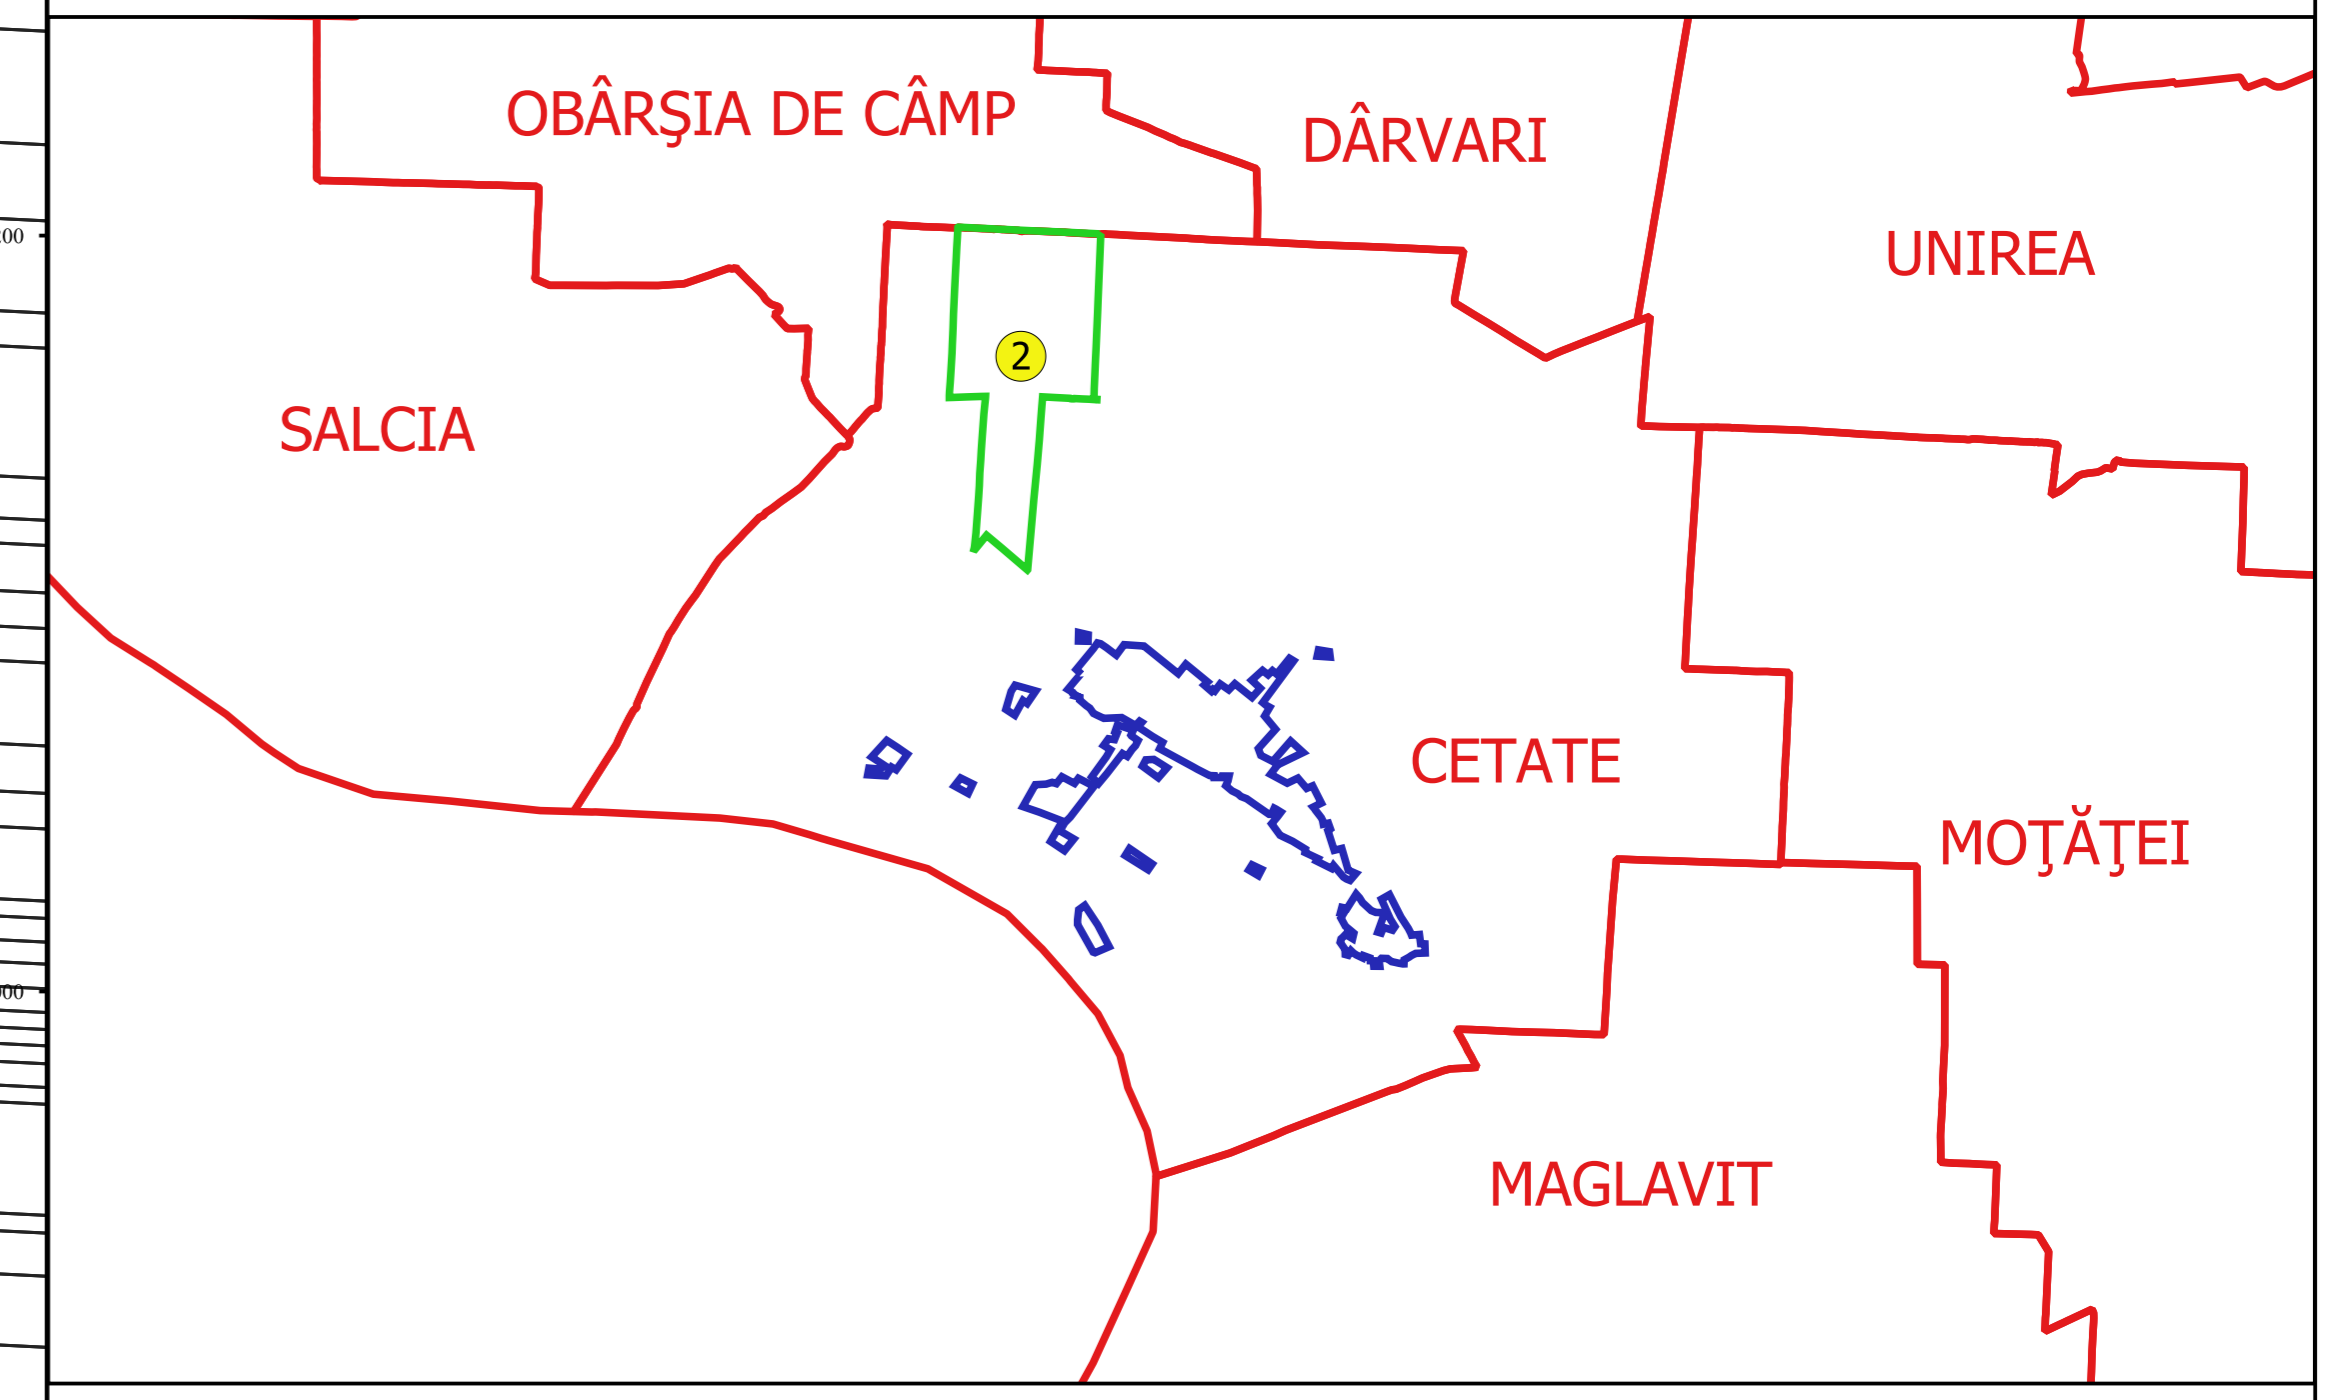 OBÂRŞIA DE CÂMP
DÂRVARI
UNIREA
2
SALCIA
CETATE
MOŢĂŢEI
MAGLAVIT